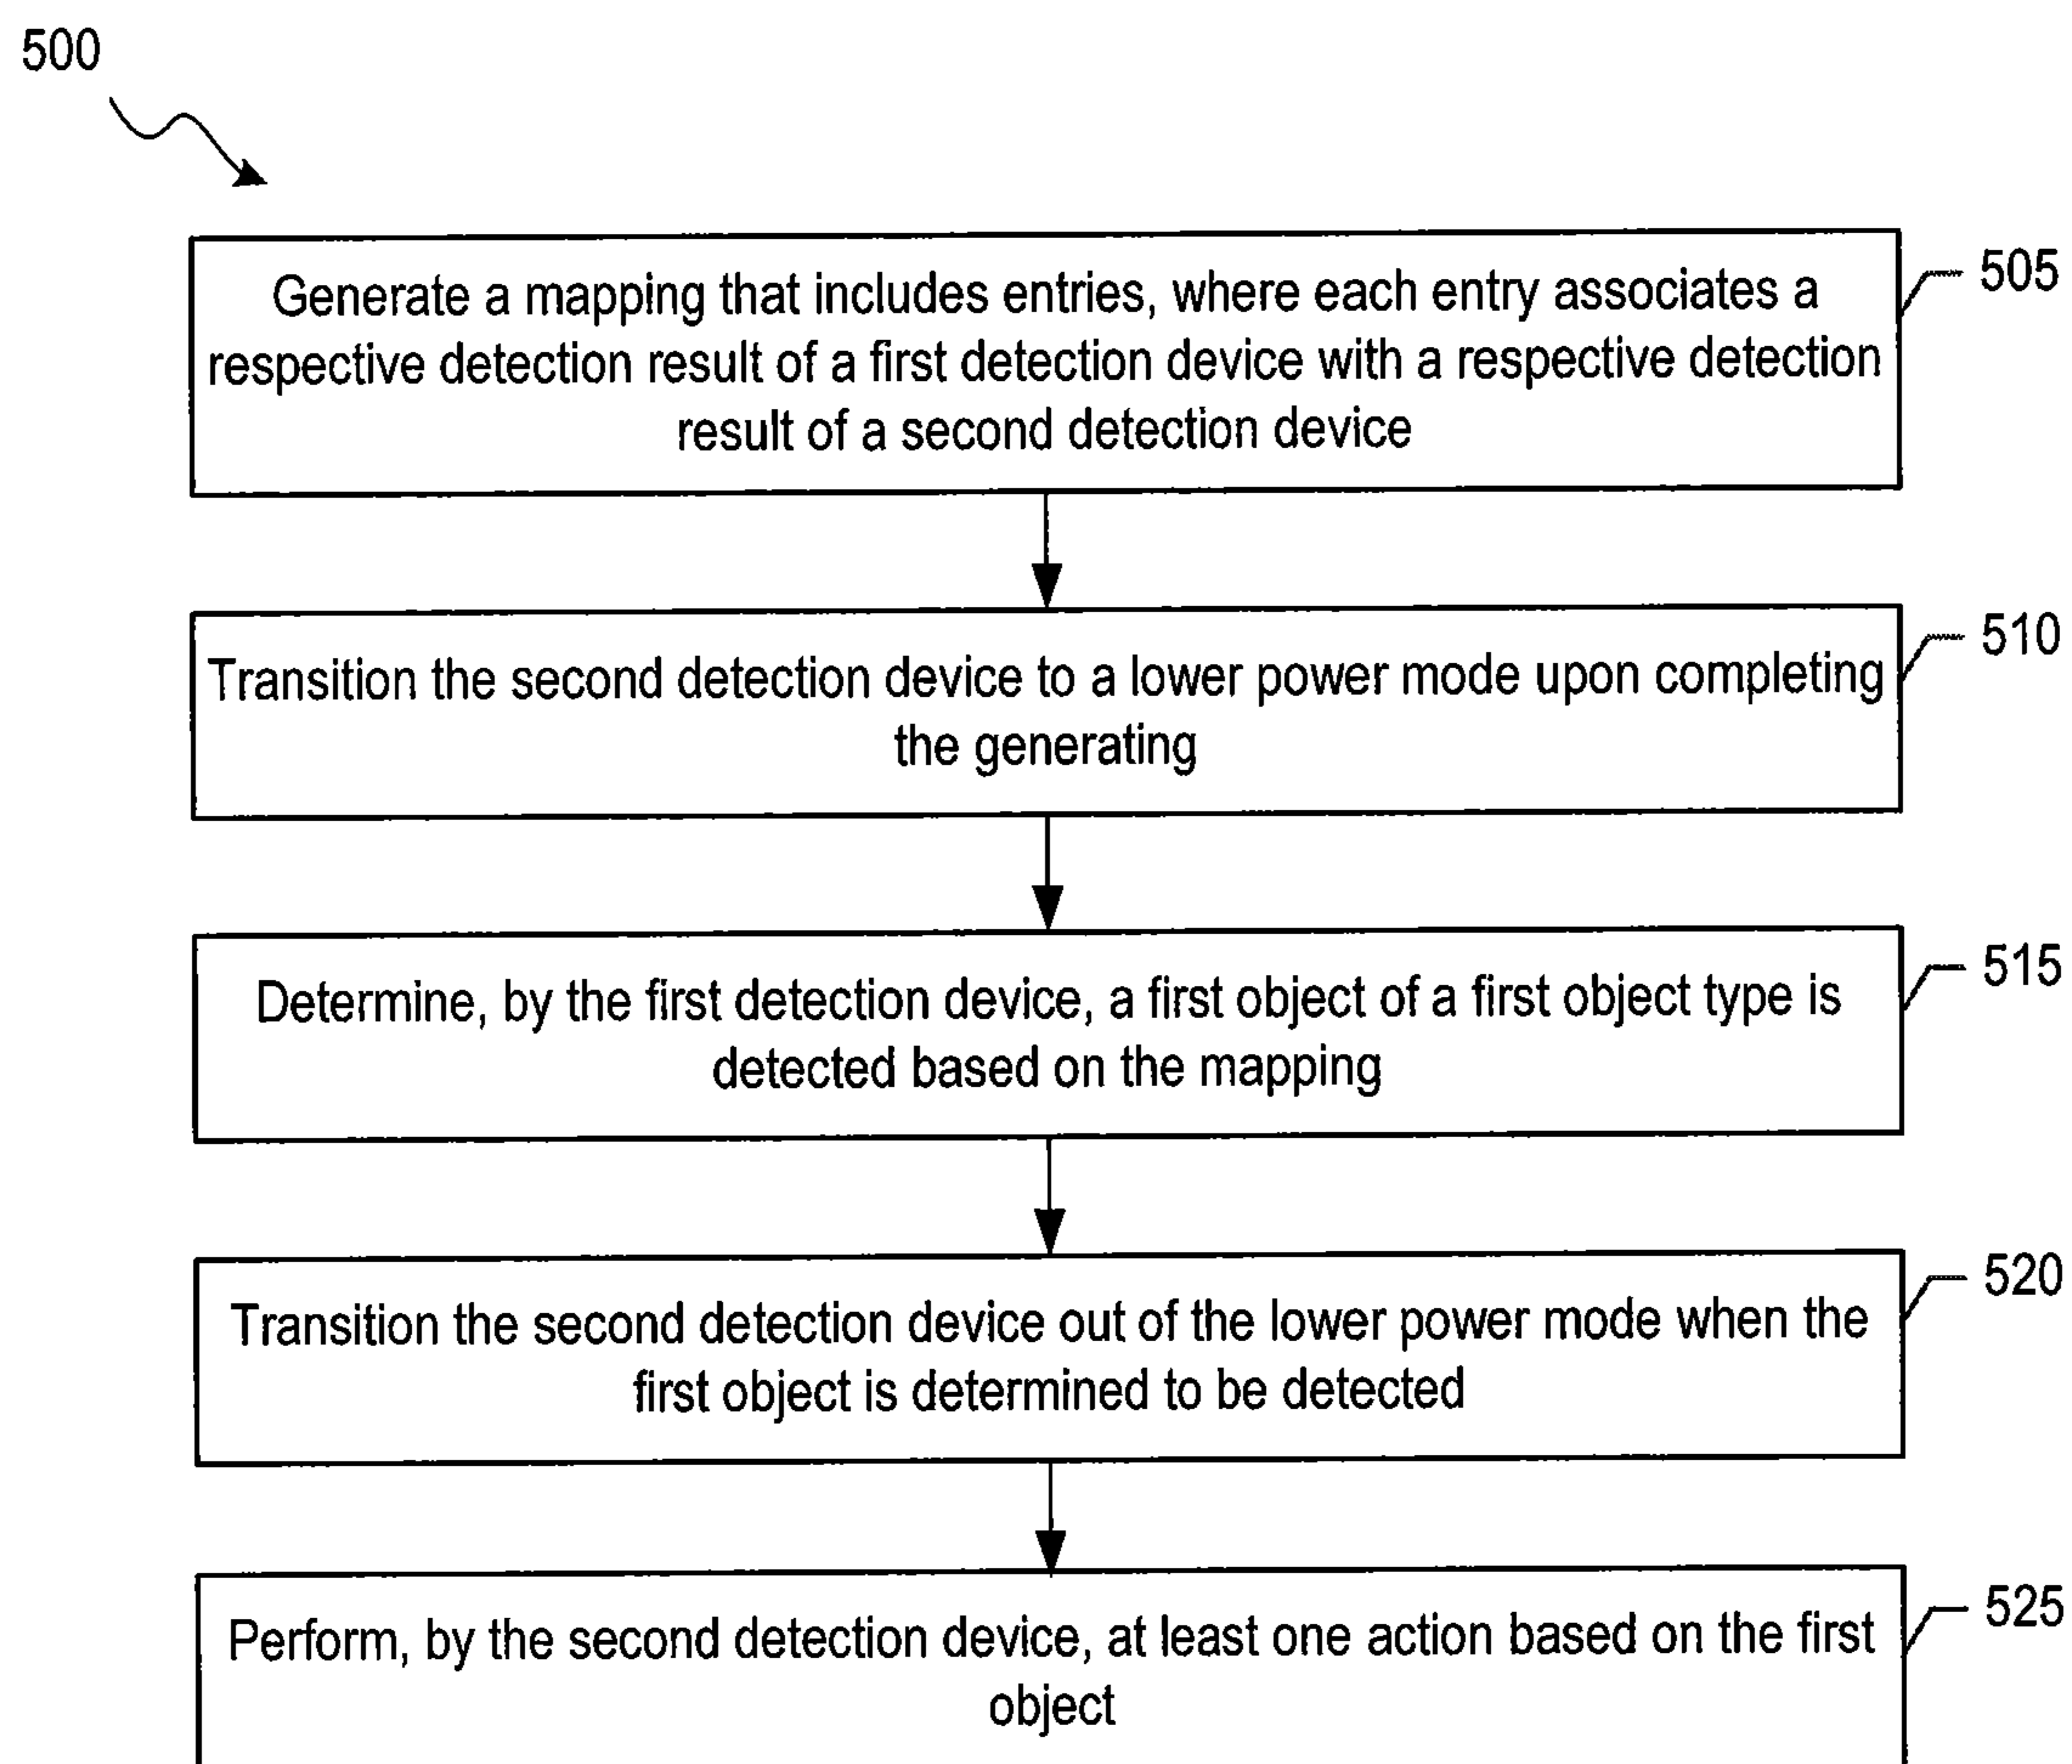 500
Generate a mapping that includes entries, where each entry associates a
respective detection result of a first detection device with a respective detection
result of a second detection device
505
Transition the second detection device to a lower power mode upon completing
the generating
510
Determine, by the first detection device, a first object of a first object type is
detected based on the mapping
515
Transition the second detection device out of the lower power mode when the
first object is determined to be detected
520
Perform, by the second detection device, at least one action based on the first
object
525